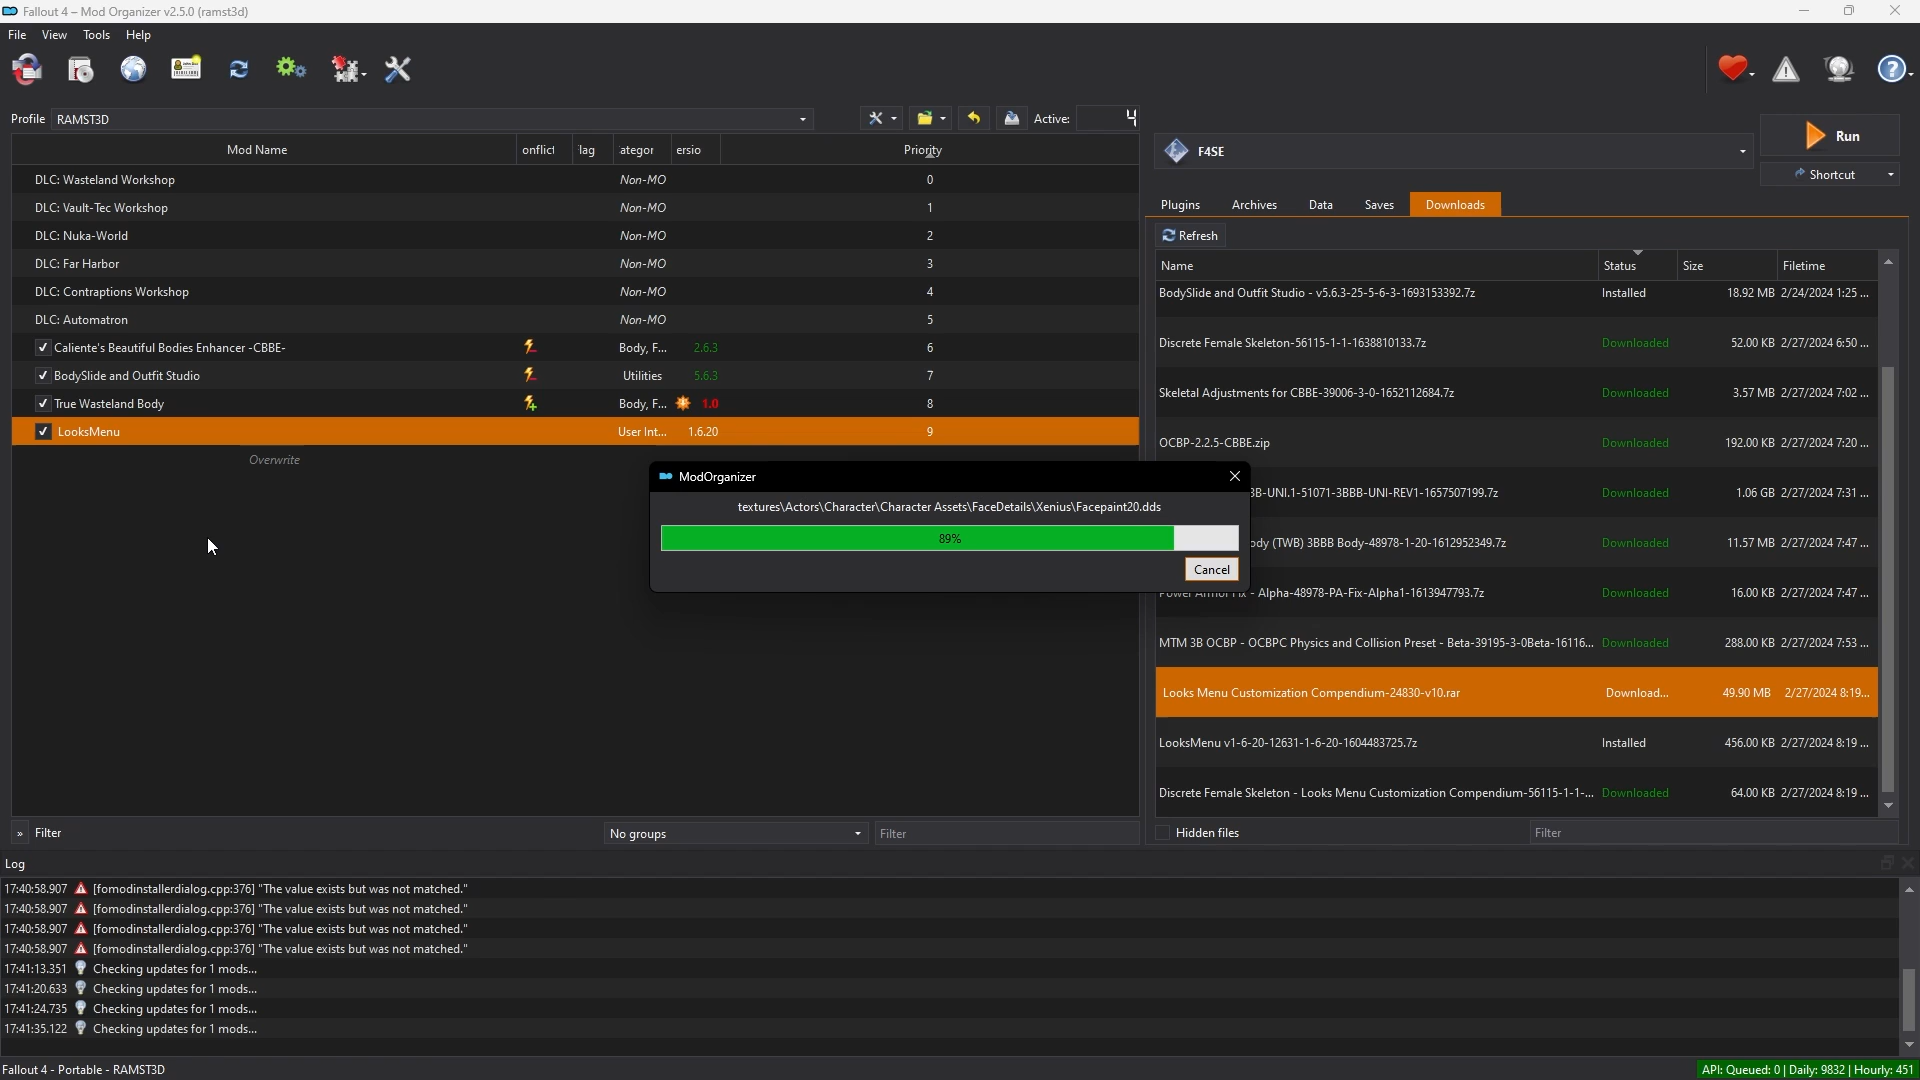 Fallout 4 – Mod Organizer v2.5.0 (ramst3d)
File View Tools Help
Profile RAMST3D Active: 4
Mod Name onflict lag ategor ersio Priority
DLC: Wasteland Workshop Non-MO 0
DLC: Vault-Tec Workshop Non-MO 1
DLC: Nuka-World Non-MO 2
DLC: Far Harbor Non-MO 3
DLC: Contraptions Workshop Non-MO 4
DLC: Automatron Non-MO 5
Caliente's Beautiful Bodies Enhancer -CBBE- Body, F... 2.6.3 6
BodySlide and Outfit Studio Utilities 5.6.3 7
True Wasteland Body Body, F... 1.0 8
LooksMenu User Int... 1.6.20 9
Overwrite
ModOrganizer
textures\Actors\Character\Character Assets\FaceDetails\Xenius\Facepaint20.dds
89%
Cancel
F4SE
Run
Shortcut
Plugins Archives Data Saves Downloads
Refresh
Name Status Size Filetime
BodySlide and Outfit Studio - v5.6.3-25-5-6-3-1693153392.7z Installed 18.92 MB 2/24/2024 1:25 ...
Discrete Female Skeleton-56115-1-1-1638810133.7z Downloaded 52.00 KB 2/27/2024 6:50 ...
Skeletal Adjustments for CBBE-39006-3-0-1652112684.7z Downloaded 3.57 MB 2/27/2024 7:02 ...
OCBP-2.2.5-CBBE.zip Downloaded 192.00 KB 2/27/2024 7:20 ...
3B-UNI.1-51071-3BBB-UNI-REV1-1657507199.7z Downloaded 1.06 GB 2/27/2024 7:31 ...
ody (TWB) 3BBB Body-48978-1-20-1612952349.7z Downloaded 11.57 MB 2/27/2024 7:47 ...
Power Armor Fix - Alpha-48978-PA-Fix-Alpha1-1613947793.7z Downloaded 16.00 KB 2/27/2024 7:47 ...
MTM 3B OCBP - OCBPC Physics and Collision Preset - Beta-39195-3-0Beta-16116... Downloaded 288.00 KB 2/27/2024 7:53 ...
Looks Menu Customization Compendium-24830-v10.rar Download... 49.90 MB 2/27/2024 8:19...
LooksMenu v1-6-20-12631-1-6-20-1604483725.7z Installed 456.00 KB 2/27/2024 8:19 ...
Discrete Female Skeleton - Looks Menu Customization Compendium-56115-1-1-... Downloaded 64.00 KB 2/27/2024 8:19 ...
» Filter No groups Filter
Hidden files Filter
Log
17:40:58.907 [fomodinstallerdialog.cpp:376] "The value exists but was not matched."
17:40:58.907 [fomodinstallerdialog.cpp:376] "The value exists but was not matched."
17:40:58.907 [fomodinstallerdialog.cpp:376] "The value exists but was not matched."
17:40:58.907 [fomodinstallerdialog.cpp:376] "The value exists but was not matched."
17:41:13.351 Checking updates for 1 mods...
17:41:20.633 Checking updates for 1 mods...
17:41:24.735 Checking updates for 1 mods...
17:41:35.122 Checking updates for 1 mods...
Fallout 4 - Portable - RAMST3D
API: Queued: 0 | Daily: 9832 | Hourly: 451